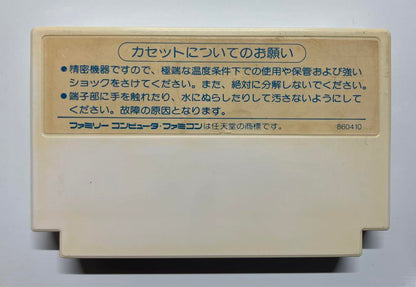 カセットについてのお願い
●精密機器ですので、極端な温度条件下での使用や保管および強い
ショックをさけてください。また、絶対に分解しないでください。
●端子部に手を触れたり、水にぬらしたりして汚さないようにして
ください。故障の原因となります。
ファミリーコンピュータ・ファミコンは任天堂の商標です。 860410